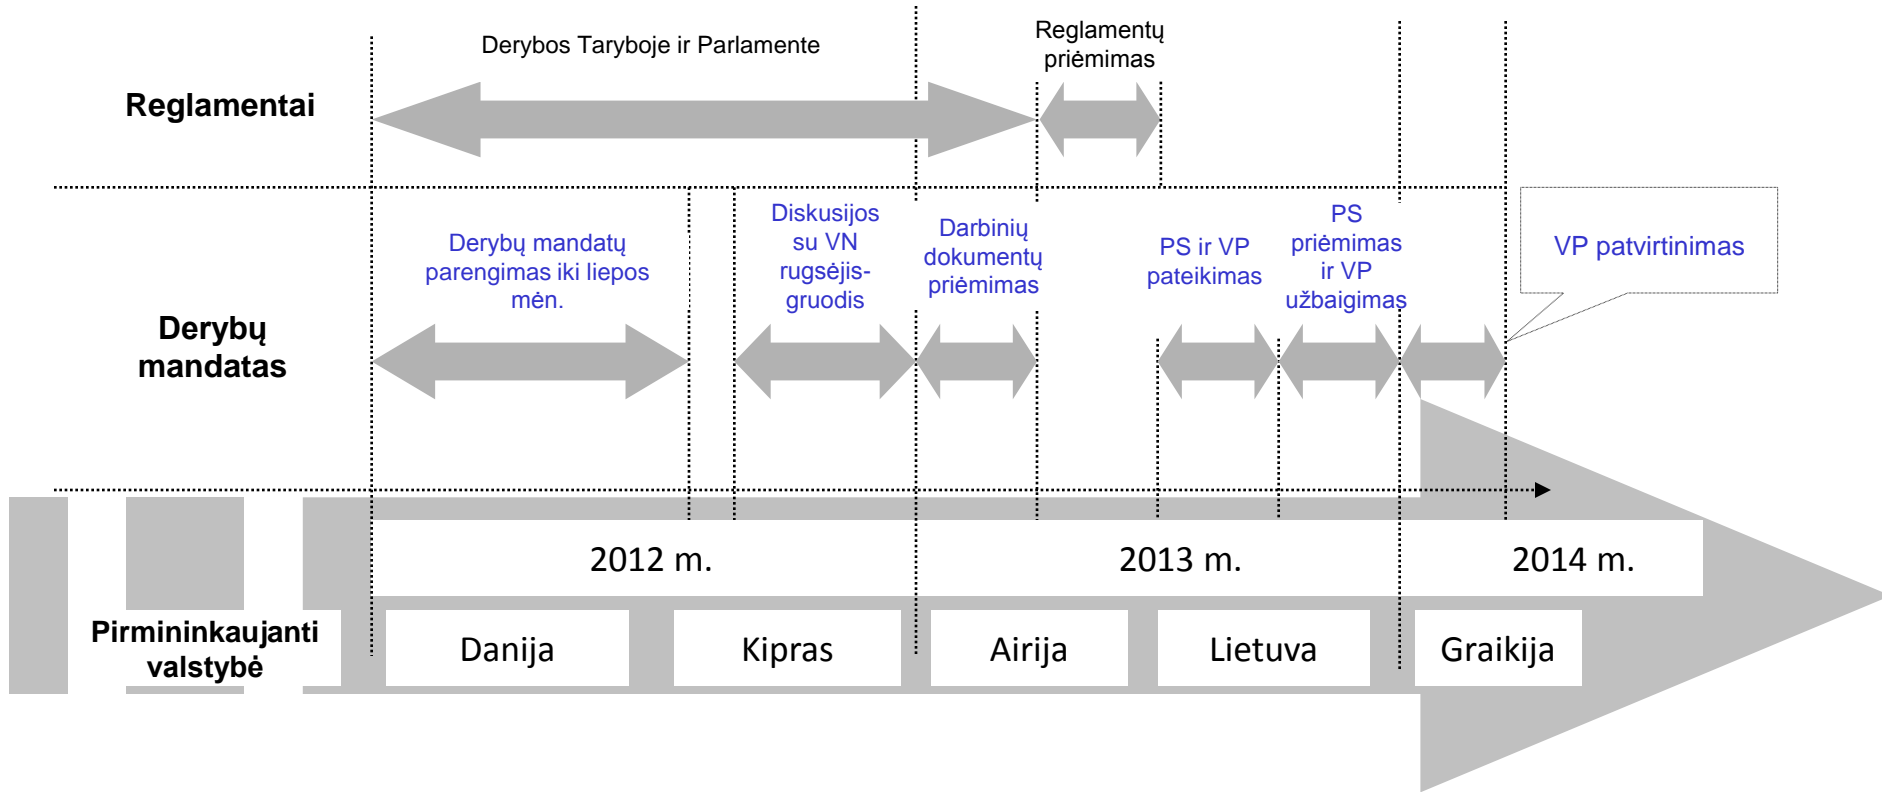 Derybos Taryboje ir Parlamente
Reglamentų
priėmimas
Reglamentai
Derybų mandatų
parengimas iki liepos
mėn.
Diskusijos
su VN
rugsėjis-
gruodis
Darbinių
dokumentų
priėmimas
PS ir VP
pateikimas
PS
priėmimas
ir VP
užbaigimas
VP patvirtinimas
Derybų
mandatas
2012 m.
2013 m.
2014 m.
Pirmininkaujanti
valstybė
Danija
Kipras
Airija
Lietuva
Graikija